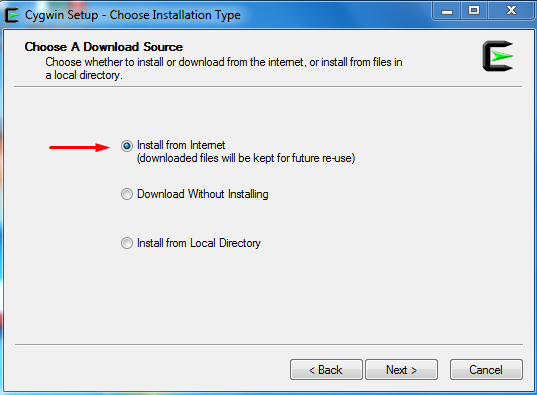 Cygwin Setup - Choose Installation Type
Choose A Download Source
Choose whether to install or download from the internet, or install from files in
a local directory.
Install from Internet
(downloaded files will be kept for future re-use)
Download Without Installing
Install from Local Directory
< Back
Next >
Cancel